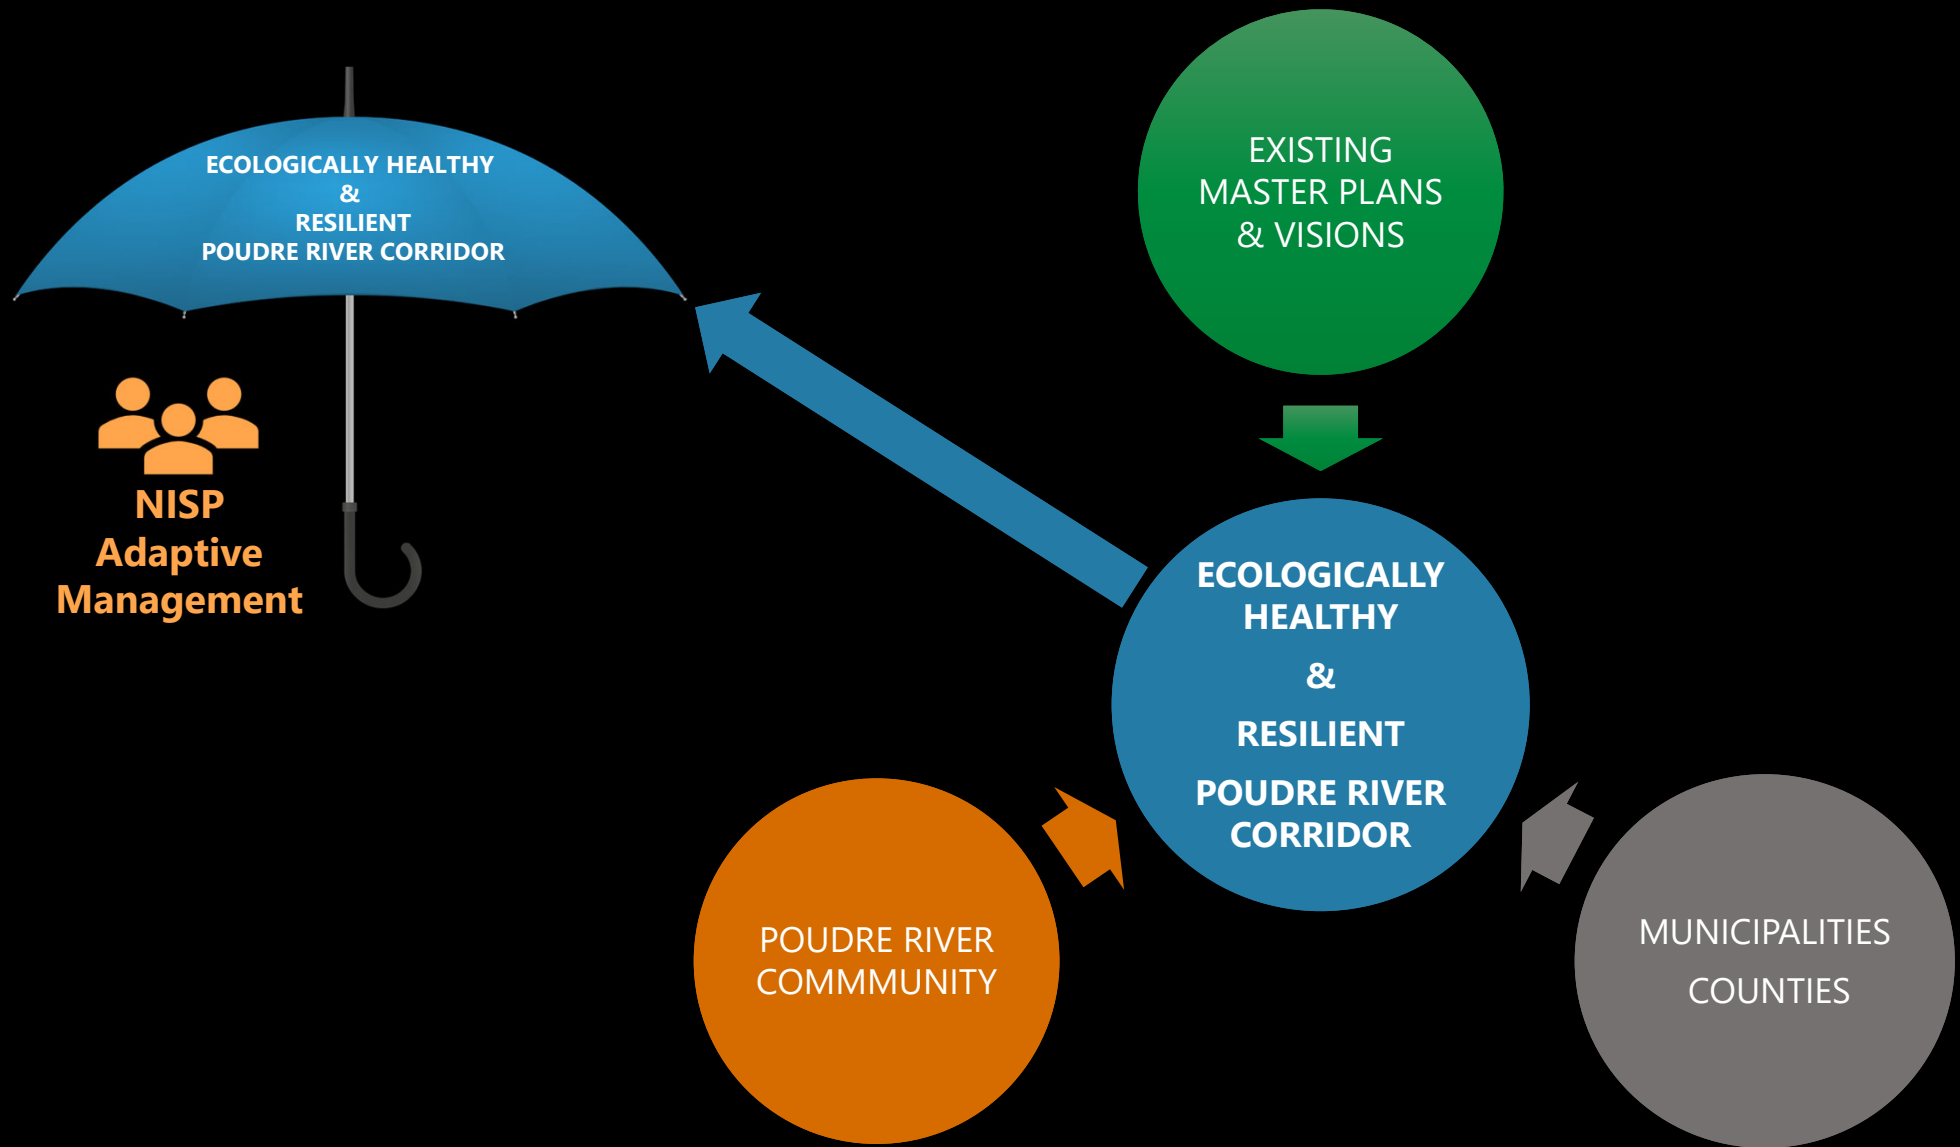 ECOLOGICALLY HEALTHY
&
RESILIENT
POUDRE RIVER CORRIDOR
NISP
Adaptive
Management
EXISTING
MASTER PLANS
& VISIONS
ECOLOGICALLY
HEALTHY
&
RESILIENT
POUDRE RIVER
CORRIDOR
POUDRE RIVER
COMMMUNITY
MUNICIPALITIES
COUNTIES